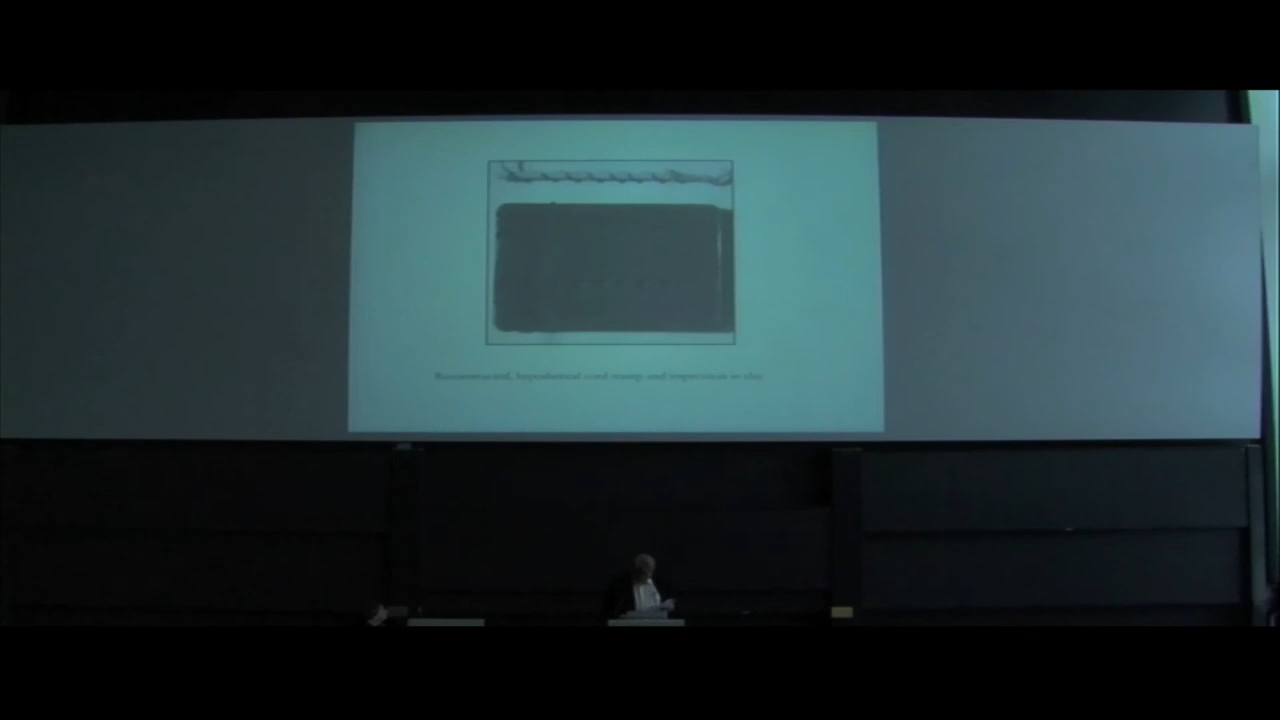 Reconstructed, hypothetical cord stamp and impression in clay